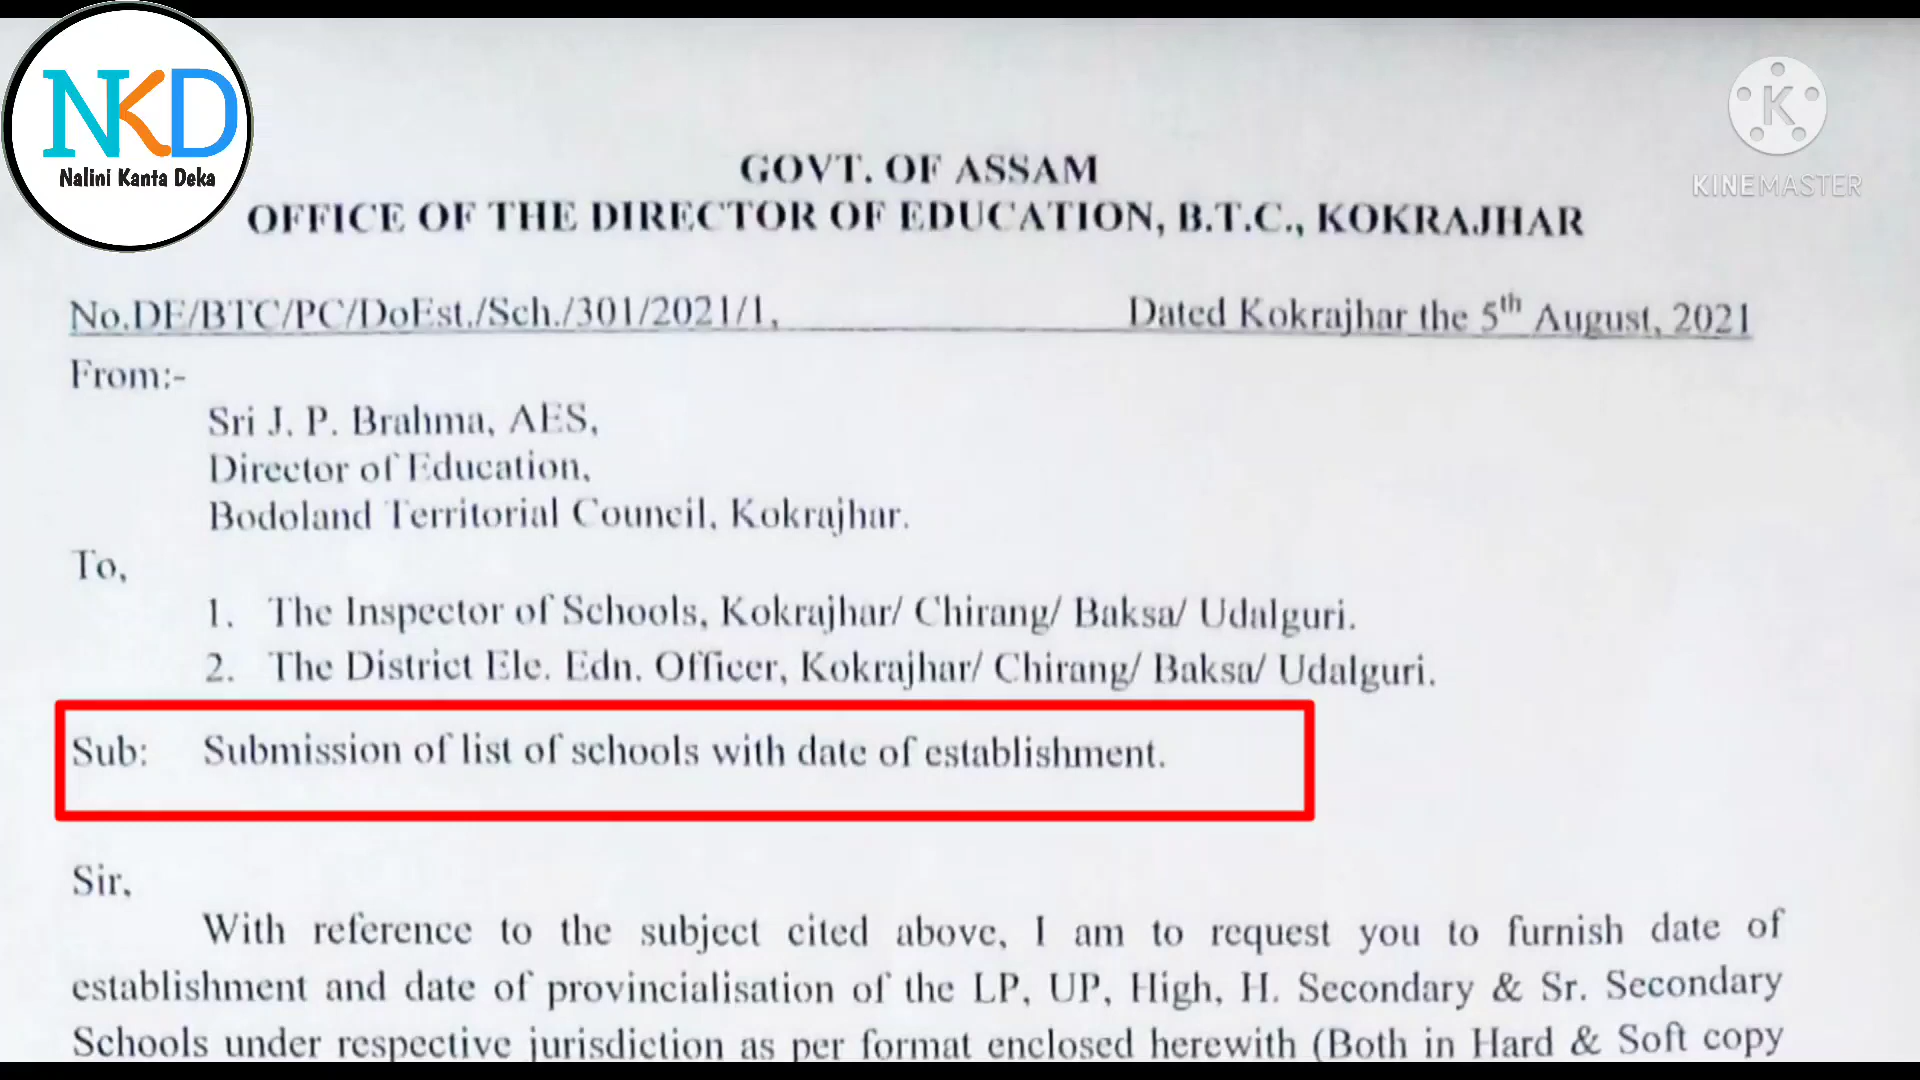 NKD
Nalini Kanta Deka
K
KINEMASTER
GOVT. OF ASSAM
OFFICE OF THE DIRECTOR OF EDUCATION, B.T.C., KOKRAJHAR
No.DE/BTC/PC/DoEst./Sch./301/2021/1, Dated Kokrajhar the 5th August, 2021
From:-
Sri J. P. Brahma, AES,
Director of Education,
Bodoland Territorial Council, Kokrajhar.
To,
1. The Inspector of Schools, Kokrajhar/ Chirang/ Baksa/ Udalguri.
2. The District Ele. Edn. Officer, Kokrajhar/ Chirang/ Baksa/ Udalguri.
Sub: Submission of list of schools with date of establishment.
Sir,
With reference to the subject cited above, I am to request you to furnish date of
establishment and date of provincialisation of the LP, UP, High, H. Secondary & Sr. Secondary
Schools under respective jurisdiction as per format enclosed herewith (Both in Hard & Soft copy